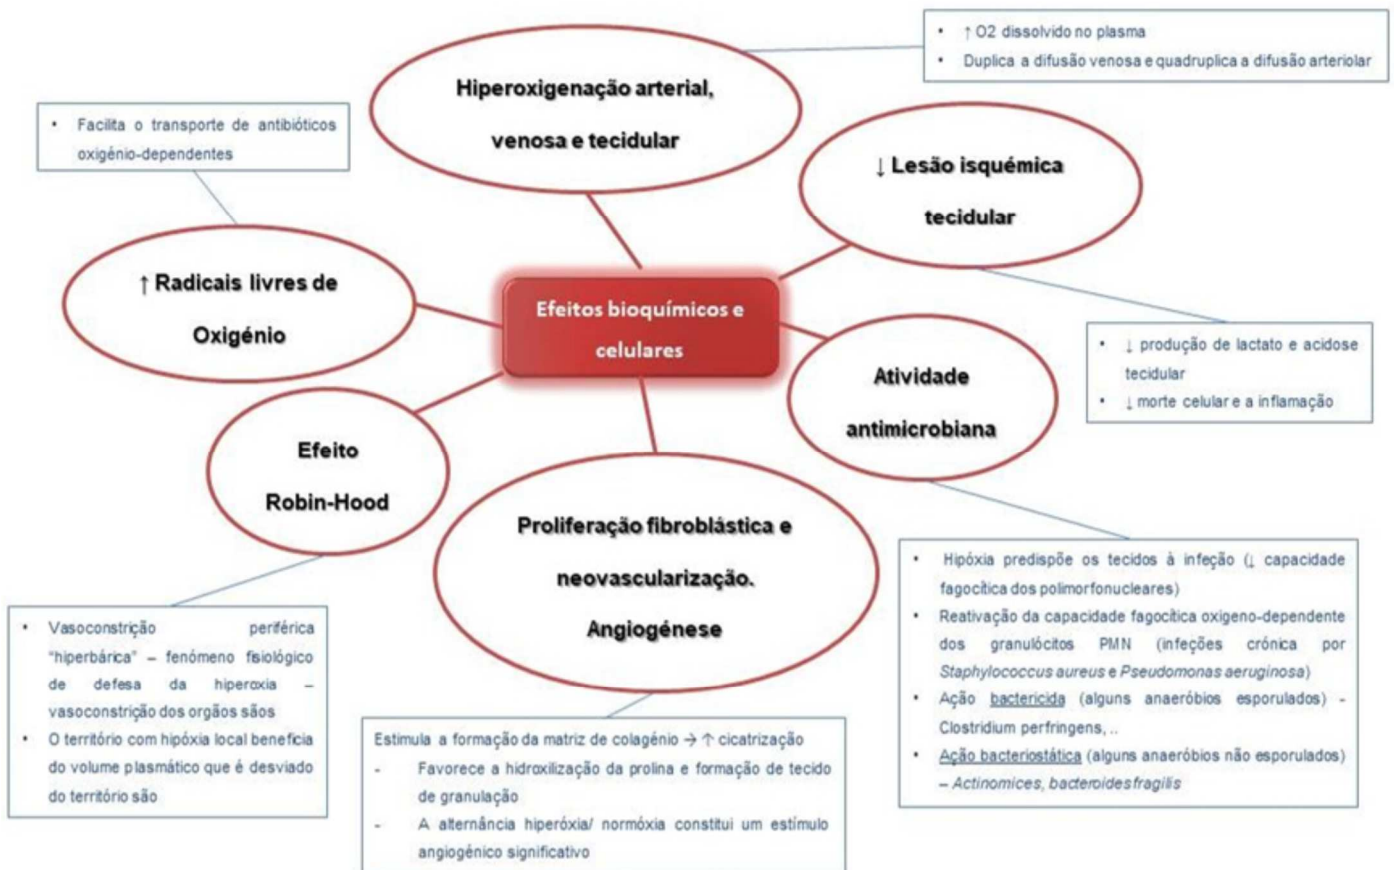 • ↑ O2 dissolvido no plasma
• Duplica a difusão venosa e quadruplica a difusão arteriolar
Hiperoxigenação arterial,
venosa e tecidular
• Facilita o transporte de antibióticos
oxigénio-dependentes
↓ Lesão isquémica
tecidular
↑ Radicais livres de
Oxigénio
Efeitos bioquímicos e
celulares
• ↓ produção de lactato e acidose
tecidular
• ↓ morte celular e a inflamação
Atividade
antimicrobiana
Efeito
Robin-Hood
Proliferação fibroblástica e
neovascularização.
Angiogénese
• Hipóxia predispõe os tecidos à infeção (↓ capacidade
fagocítica dos polimorfonucleares)
• Reativação da capacidade fagocítica oxigeno-dependente
dos granulócitos PMN (infeções crónica por
Staphylococcus aureus e Pseudomonas aeruginosa)
• Ação bactericida (alguns anaeróbios esporulados) -
Clostridium perfringens, ..
• Ação bacteriostática (alguns anaeróbios não esporulados)
– Actinomices, bacteroides fragilis
• Vasoconstrição periférica
“hiperbárica” – fenómeno fisiológico
de defesa da hiperoxia –
vasoconstrição dos orgãos sãos
• O território com hipóxia local beneficia
do volume plasmático que é desviado
do território são
Estimula a formação da matriz de colagénio → ↑ cicatrização
- Favorece a hidroxilização da prolina e formação de tecido
de granulação
- A alternância hiperóxia/ normóxia constitui um estímulo
angiogénico significativo